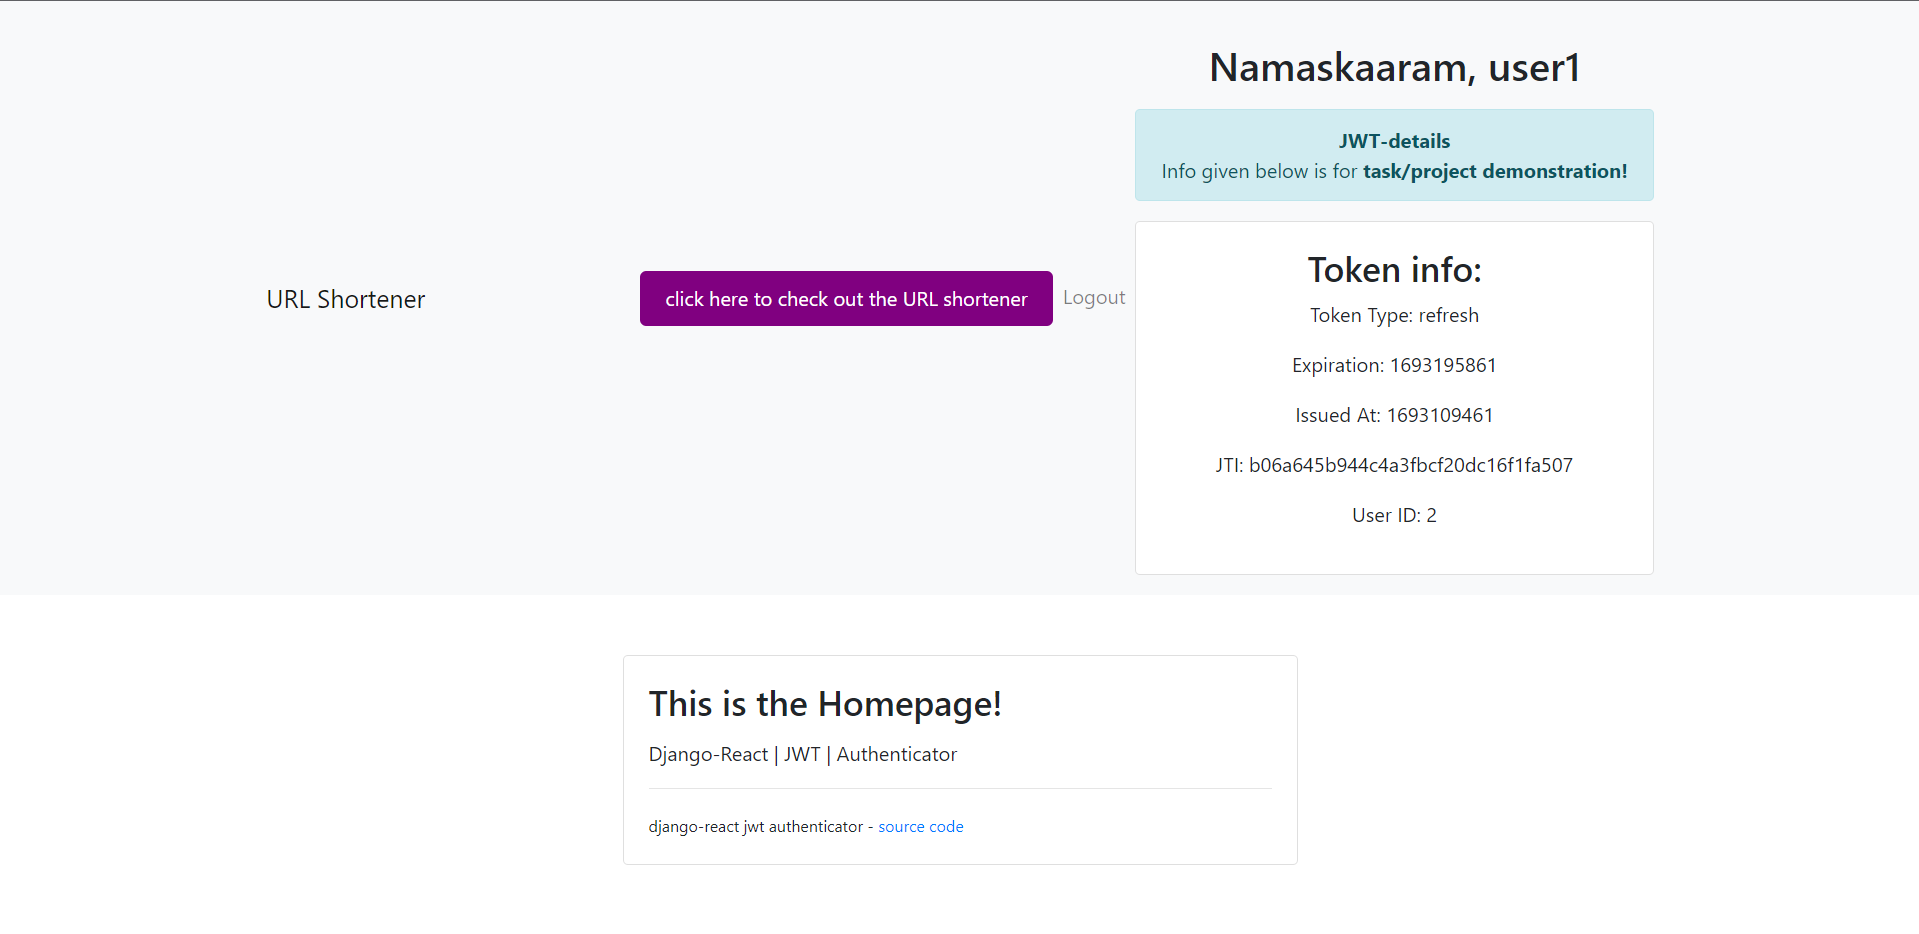 Namaskaaram, user1
JWT-details
Info given below is for task/project demonstration!
URL Shortener
click here to check out the URL shortener
Logout
Token info:
Token Type: refresh
Expiration: 1693195861
Issued At: 1693109461
JTI: b06a645b944c4a3fbcf20dc16f1fa507
User ID: 2
This is the Homepage!
Django-React | JWT | Authenticator
django-react jwt authenticator - source code